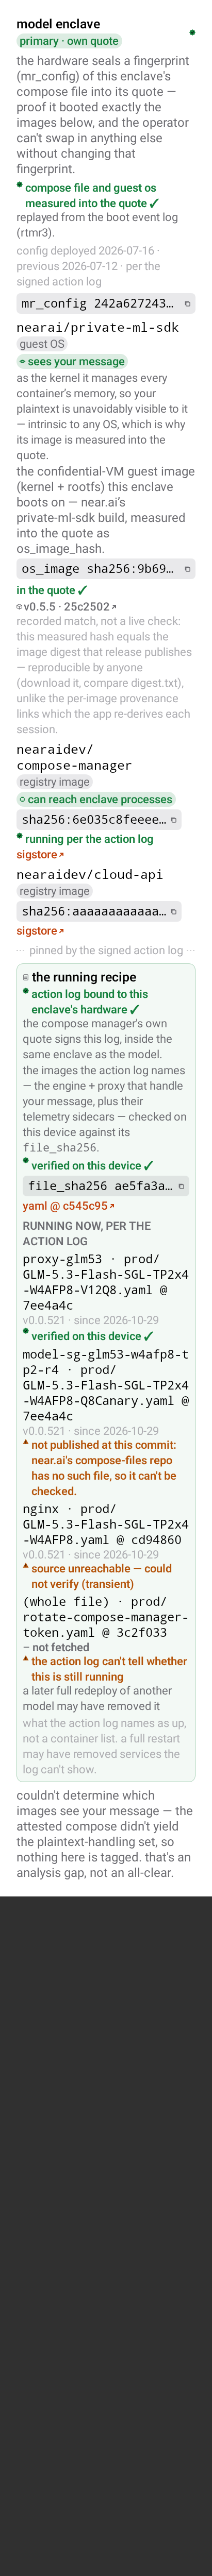 model enclave
primary · own quote
the hardware seals a fingerprint
(mr_config) of this enclave's
compose file into its quote —
proof it booted exactly the
images below, and the operator
can't swap in anything else
without changing that
fingerprint.
compose file and guest os
measured into the quote ✓
replayed from the boot event log
(rtmr3).
config deployed 2026-07-16 ·
previous 2026-07-12 · per the
signed action log
mr_config 242a627243…
nearai/private-ml-sdk
guest OS
sees your message
as the kernel it manages every
container's memory, so your
plaintext is unavoidably visible to it
— intrinsic to any OS, which is why
its image is measured into the
quote.
the confidential-VM guest image
(kernel + rootfs) this enclave
boots on — near.ai's
private-ml-sdk build, measured
into the quote as
os_image_hash.
os_image sha256:9b69…
in the quote ✓
v0.5.5 · 25c2502↗
recorded match, not a live check:
this measured hash equals the
image digest that release publishes
— reproducible by anyone
(download it, compare digest.txt),
unlike the per-image provenance
links which the app re-derives each
session.
nearaidev/
compose-manager
registry image
can reach enclave processes
sha256:6e035c8feeee…
running per the action log
sigstore↗
nearaidev/cloud-api
registry image
sha256:aaaaaaaaaaaa…
sigstore↗
pinned by the signed action log
the running recipe
action log bound to this
enclave's hardware ✓
the compose manager's own
quote signs this log, inside the
same enclave as the model.
the images the action log names
— the engine + proxy that handle
your message, plus their
telemetry sidecars — checked on
this device against its
file_sha256.
verified on this device ✓
file_sha256 ae5fa3a…
yaml @ c545c95↗
RUNNING NOW, PER THE
ACTION LOG
proxy-glm53 · prod/
GLM-5.3-Flash-SGL-TP2x4
-W4AFP8-V12Q8.yaml @
7ee4a4c
v0.0.521 · since 2026-10-29
verified on this device ✓
model-sg-glm53-w4afp8-t
p2-r4 · prod/
GLM-5.3-Flash-SGL-TP2x4
-W4AFP8-Q8Canary.yaml @
7ee4a4c
v0.0.521 · since 2026-10-29
not published at this commit:
near.ai's compose-files repo
has no such file, so it can't be
checked.
nginx · prod/
GLM-5.3-Flash-SGL-TP2x4
-W4AFP8.yaml @ cd94860
v0.0.521 · since 2026-10-29
source unreachable — could
not verify (transient)
(whole file) · prod/
rotate-compose-manager-
token.yaml @ 3c2f033
— not fetched
the action log can't tell whether
this is still running
a later full redeploy of another
model may have removed it
what the action log names as up,
not a container list. a full restart
may have removed services the
log can't show.
couldn't determine which
images see your message — the
attested compose didn't yield
the plaintext-handling set, so
nothing here is tagged. that's an
analysis gap, not an all-clear.